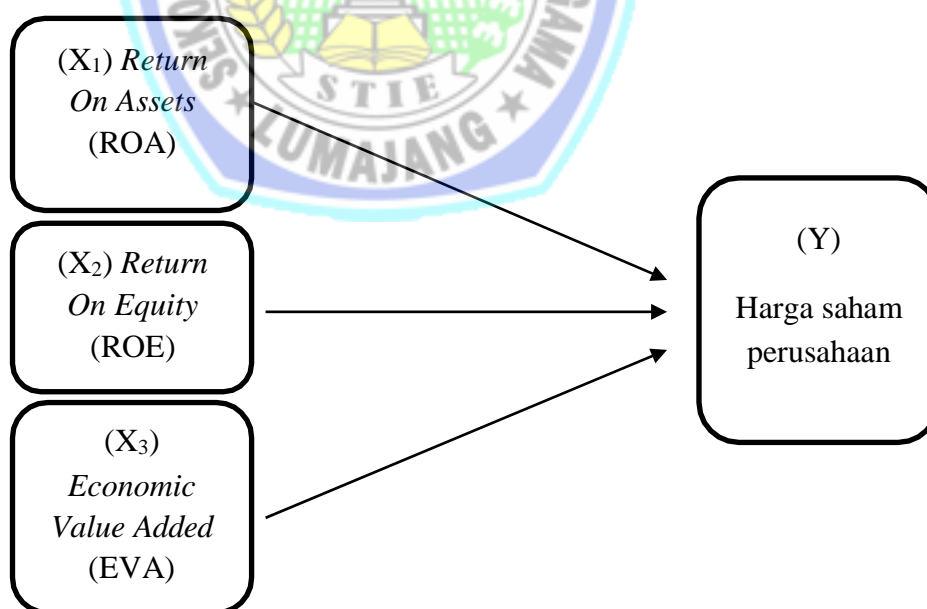 GAMA
STIE
LUMAJANG
(X₁) Return
On Assets
(ROA)
(X₂) Return
On Equity
(ROE)
(X₃)
Economic
Value Added
(EVA)
(Y)
Harga saham
perusahaan